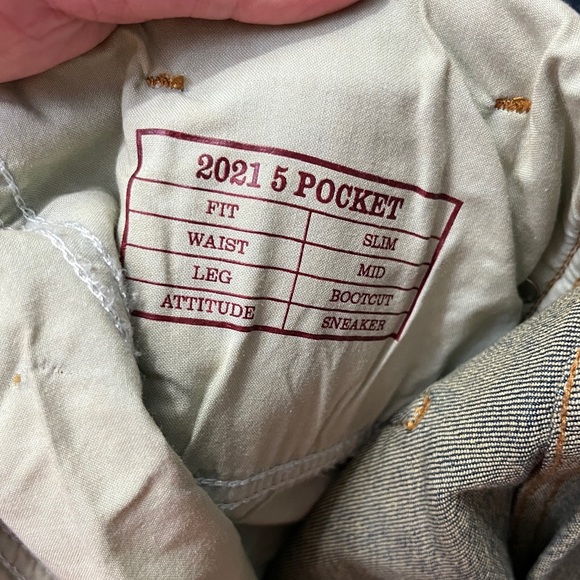 2021 5 POCKET
FIT SLIM
WAIST MID
LEG BOOTCUT
ATTITUDE SNEAKER